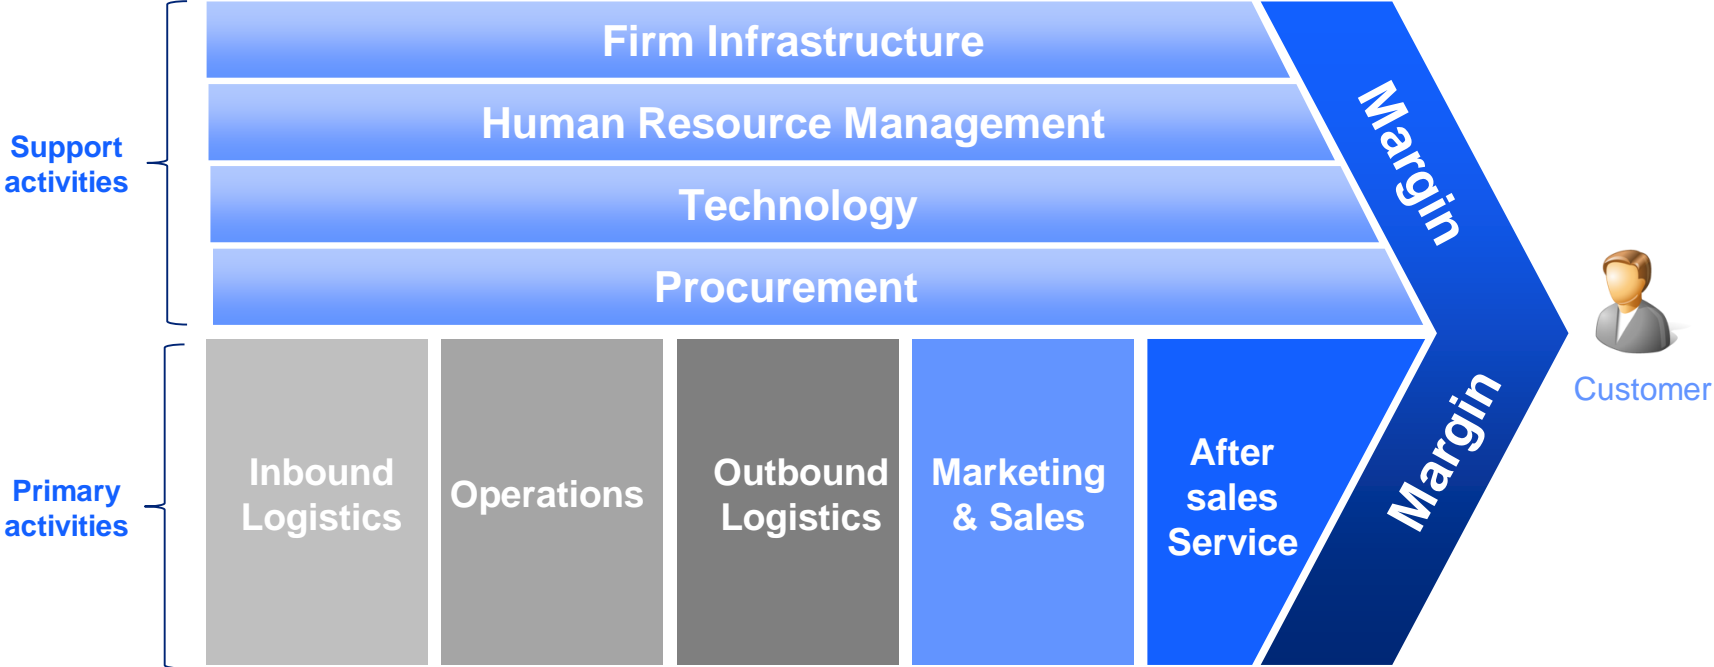 Support
activities
Firm Infrastructure
Human Resource Management
Technology
Procurement
Margin
Customer
Primary
activities
Inbound
Logistics
Operations
Outbound
Logistics
Marketing
& Sales
After
sales
Service
Margin